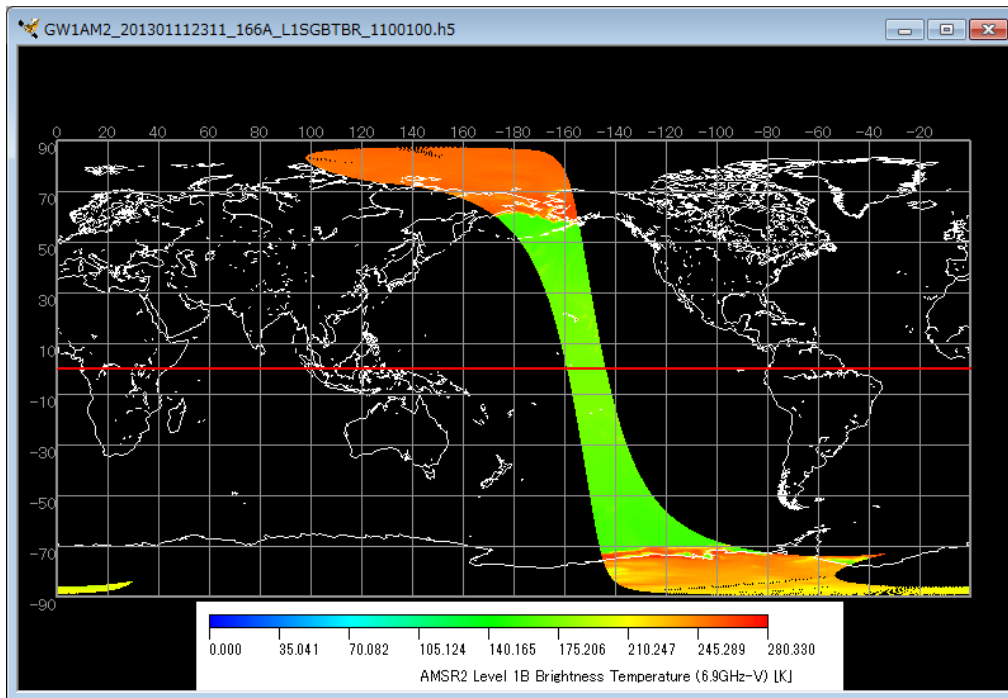 GW1AM2_201301112311_166A_L1SGBTBR_1100100.h5
0 20 40 60 80 100 120 140 160 -180 -160 -140 -120 -100 -80 -60 -40 -20
90
70
50
30
10
-10
-30
-50
-70
-90
0.000 35.041 70.082 105.124 140.165 175.206 210.247 245.289 280.330
AMSR2 Level 1B Brightness Temperature (6.9GHz-V) [K]